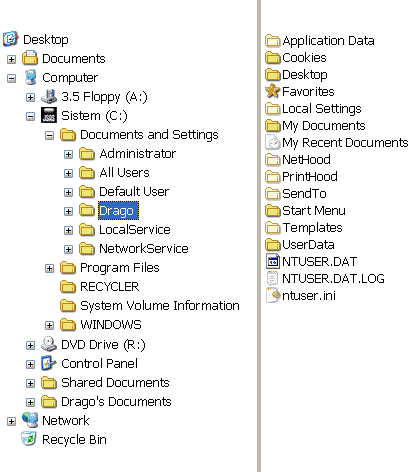 Desktop
Documents
Computer
3.5 Floppy (A:)
Sistem (C:)
Documents and Settings
Administrator
All Users
Default User
Drago
LocalService
NetworkService
Program Files
RECYCLER
System Volume Information
WINDOWS
DVD Drive (R:)
Control Panel
Shared Documents
Drago's Documents
Network
Recycle Bin
Application Data
Cookies
Desktop
Favorites
Local Settings
My Documents
My Recent Documents
NetHood
PrintHood
SendTo
Start Menu
Templates
UserData
NTUSER.DAT
NTUSER.DAT.LOG
ntuser.ini